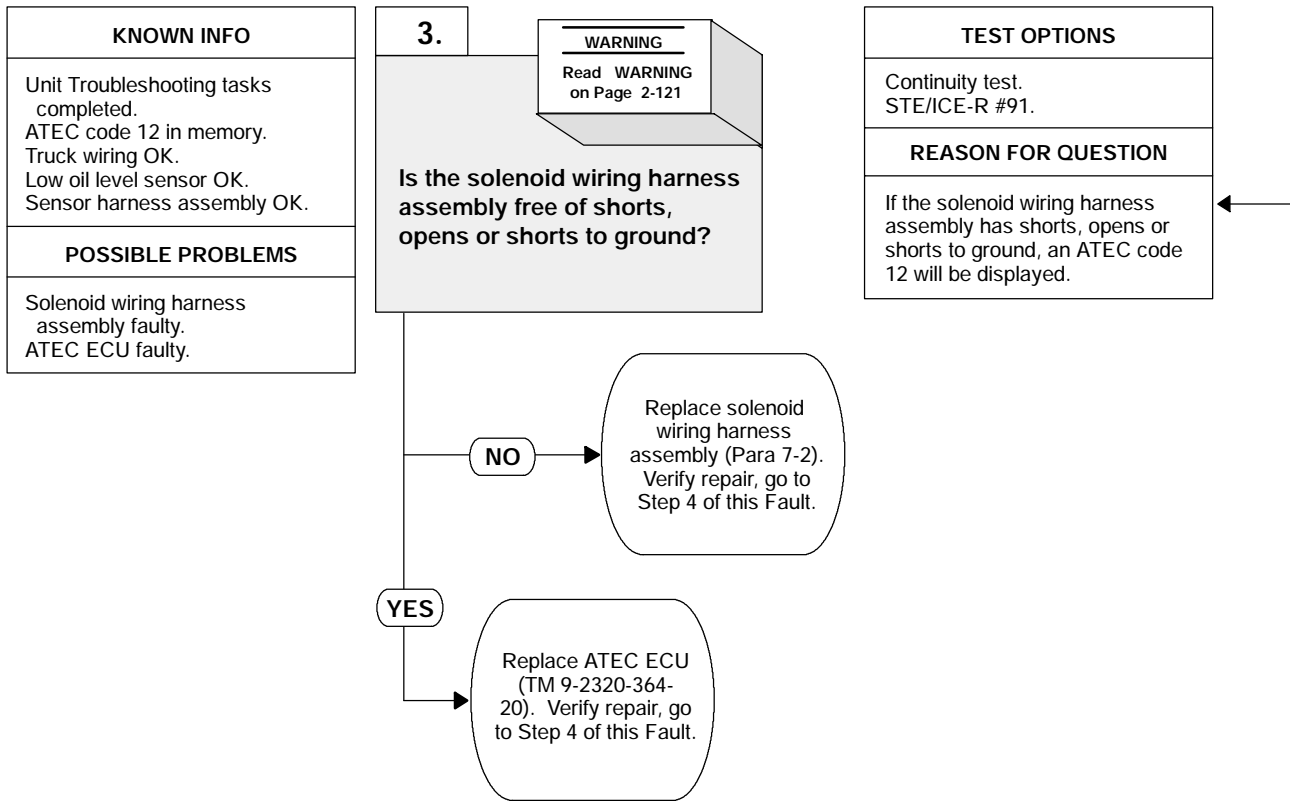 KNOWN INFO
Unit Troubleshooting tasks
completed.
ATEC code 12 in memory.
Truck wiring OK.
Low oil level sensor OK.
Sensor harness assembly OK.
POSSIBLE PROBLEMS
Solenoid wiring harness
assembly faulty.
ATEC ECU faulty.
3.
WARNING
Read WARNING
on Page 2-121
Is the solenoid wiring harness
assembly free of shorts,
opens or shorts to ground?
TEST OPTIONS
Continuity test.
STE/ICE-R #91.
REASON FOR QUESTION
If the solenoid wiring harness
assembly has shorts, opens or
shorts to ground, an ATEC code
12 will be displayed.
NO
Replace solenoid
wiring harness
assembly (Para 7-2).
Verify repair, go to
Step 4 of this Fault.
YES
Replace ATEC ECU
(TM 9-2320-364-
20). Verify repair, go
to Step 4 of this Fault.